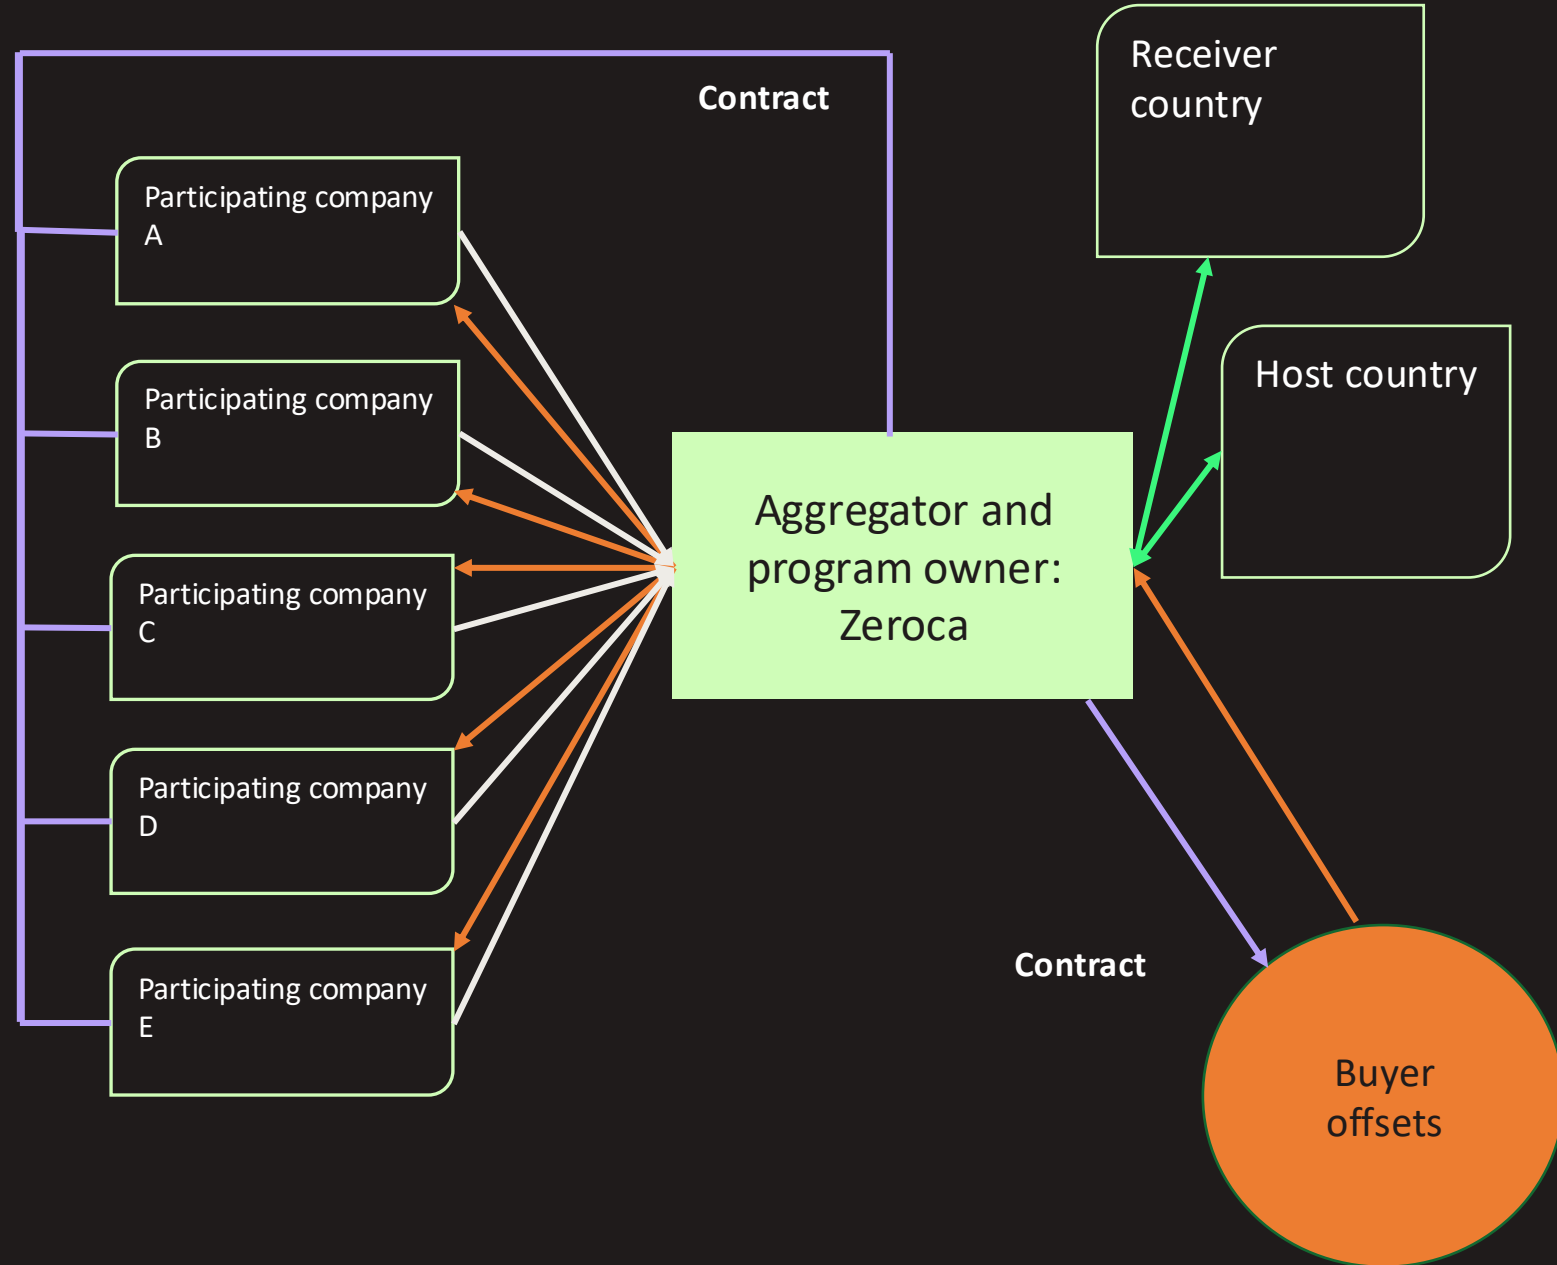 Contract
Receiver
country
Participating company
A
Participating company
B
Host country
Participating company
C
Aggregator and
program owner:
Zeroca
Participating company
D
Participating company
E
Contract
Buyer
offsets